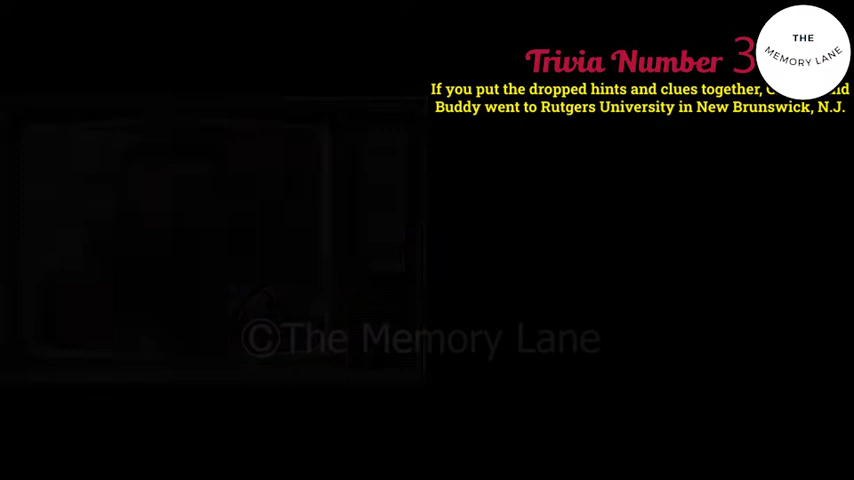 Trivia Number 3
THE
MEMORY LANE
If you put the dropped hints and clues together,
Buddy went to Rutgers University in New Brunswick, N.J.
©The Memory Lane